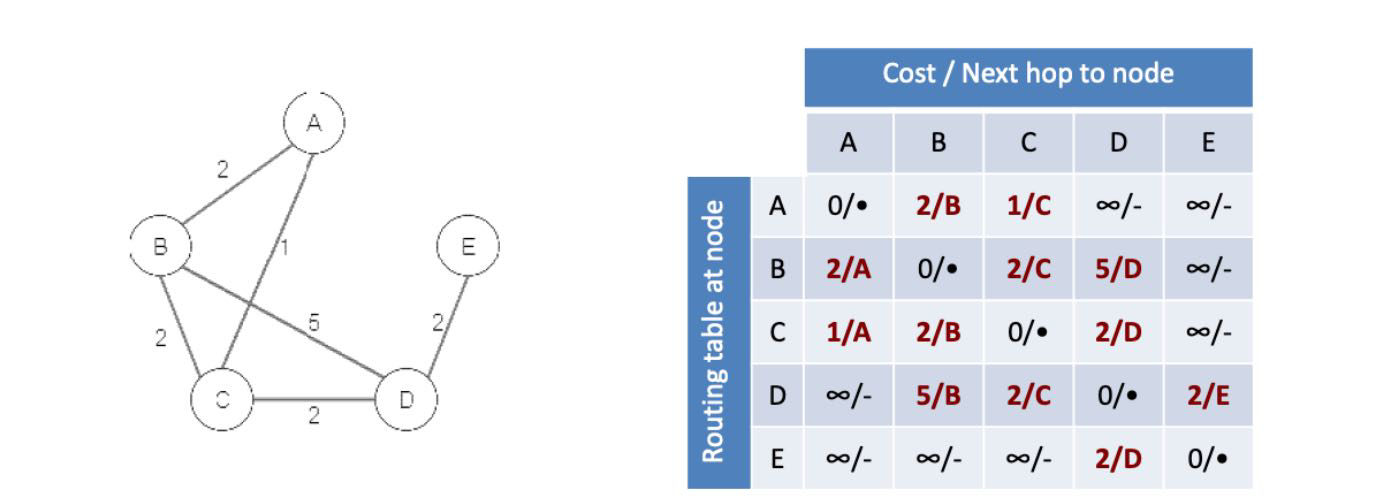 A
2
B
E
1
5
2
2
C
D
2
Cost / Next hop to node
A B C D E
Routing table at node
A 0/• 2/B 1/C ∞/- ∞/-
B 2/A 0/• 2/C 5/D ∞/-
C 1/A 2/B 0/• 2/D ∞/-
D ∞/- 5/B 2/C 0/• 2/E
E ∞/- ∞/- ∞/- 2/D 0/•